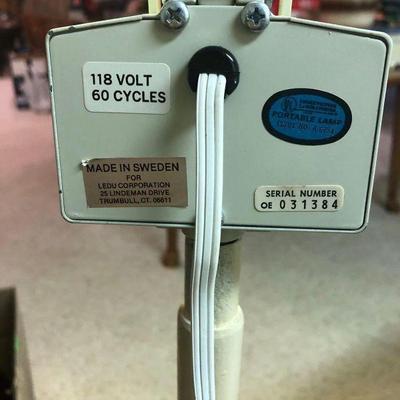 118 VOLT
60 CYCLES
PORTABLE LAMP
MADE IN SWEDEN
FOR
LEDU CORPORATION
25 LINDEMAN DRIVE
TRUMBULL, CT. 06611
SERIAL NUMBER
OE 031384